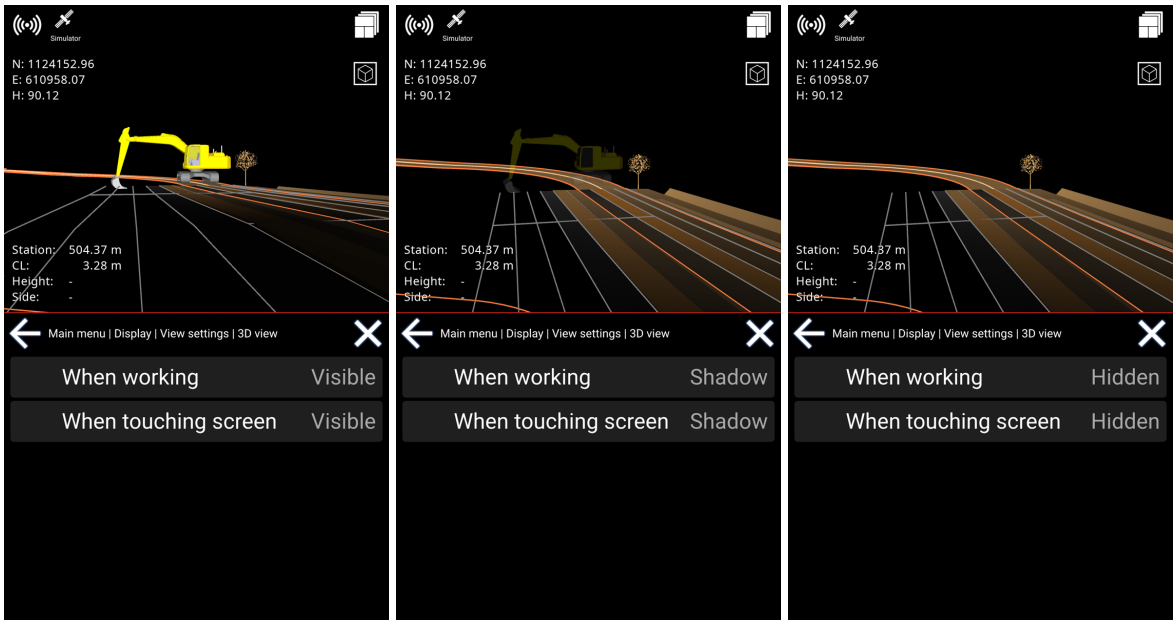 Simulator
N: 1124152.96
E: 610958.07
H: 90.12
Station: 504.37 m
CL: 3.28 m
Height: -
Side: -
Main menu | Display | View settings | 3D view
When working Visible
When touching screen Visible
Simulator
N: 1124152.96
E: 610958.07
H: 90.12
Station: 504.37 m
CL: 3.28 m
Height: -
Side: -
Main menu | Display | View settings | 3D view
When working Shadow
When touching screen Shadow
Simulator
N: 1124152.96
E: 610958.07
H: 90.12
Station: 504.37 m
CL: 3.28 m
Height: -
Side: -
Main menu | Display | View settings | 3D view
When working Hidden
When touching screen Hidden